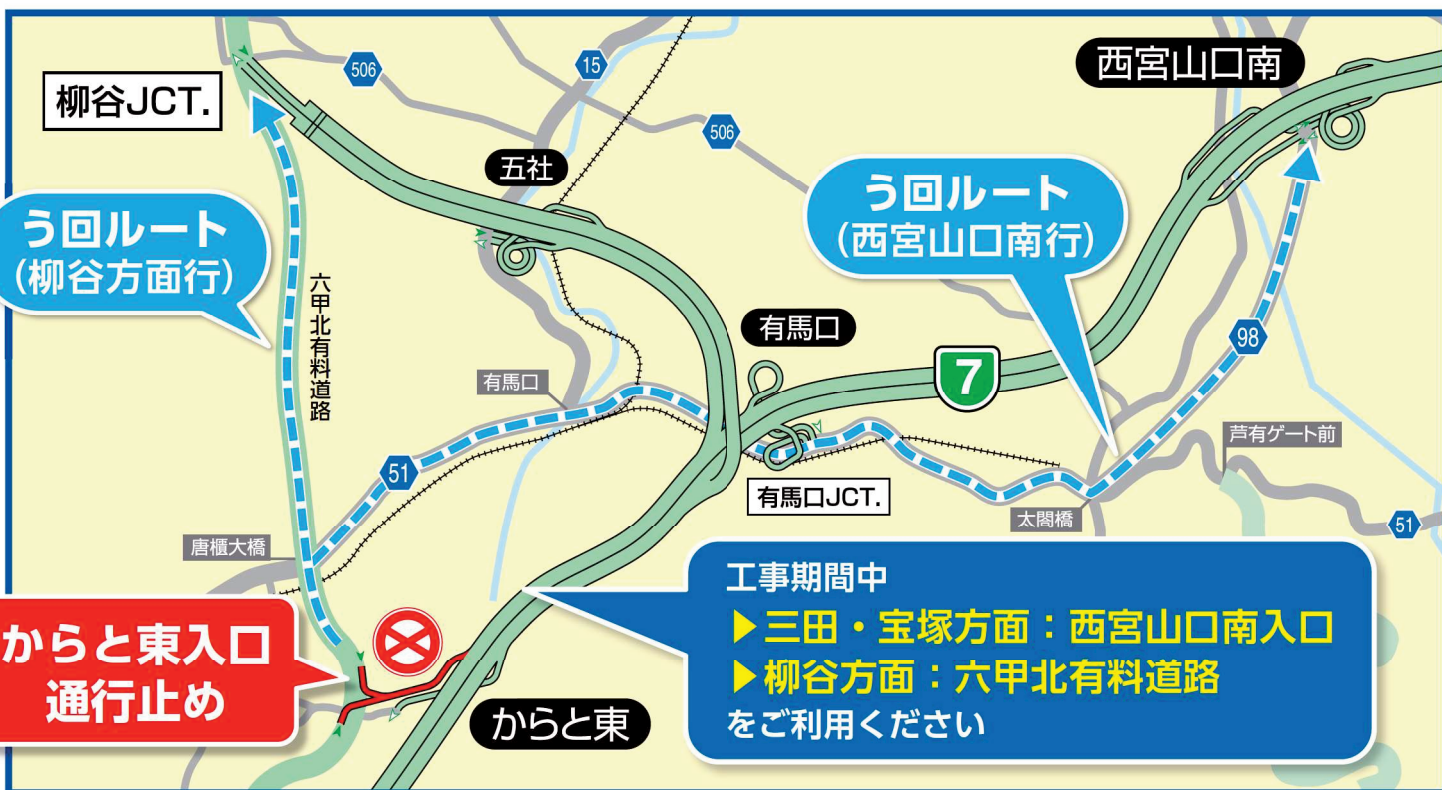 柳谷JCT.
506
15
506
西宮山口南
五社
う回ルート
(柳谷方面行)
六甲北有料道路
う回ルート
(西宮山口南行)
有馬口
7
98
有馬口
51
有馬口JCT.
芦有ゲート前
太閤橋
51
唐櫃大橋
からと東入口
通行止め
からと東
工事期間中
▶三田・宝塚方面:西宮山口南入口
▶柳谷方面:六甲北有料道路
をご利用ください